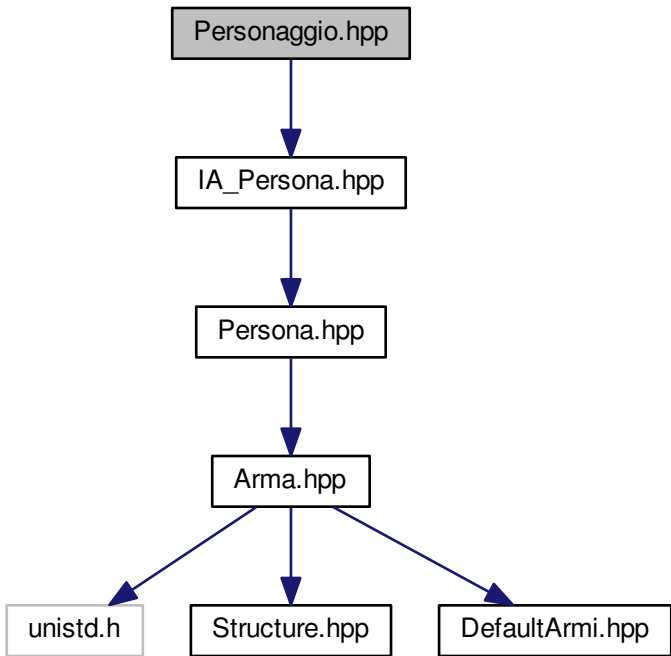 Personaggio.hpp
IA_Persona.hpp
Persona.hpp
Arma.hpp
unistd.h
Structure.hpp
DefaultArmi.hpp